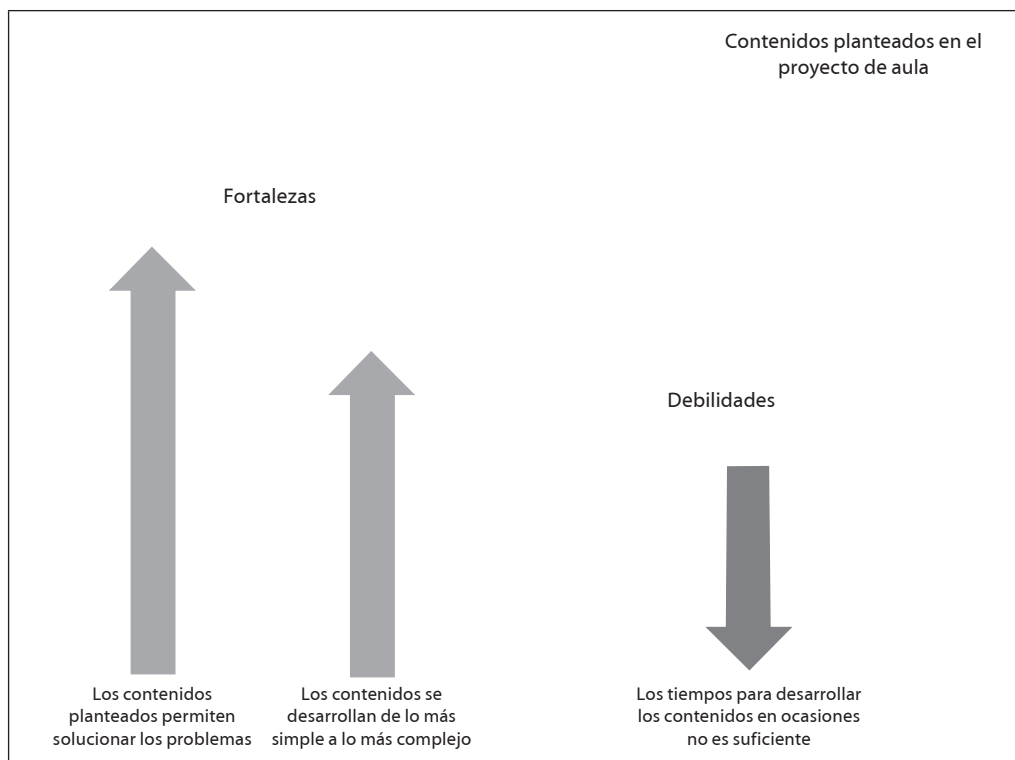 Contenidos planteados en el
proyecto de aula
Fortalezas
Debilidades
Los contenidos
planteados permiten
solucionar los problemas
Los contenidos se
desarrollan de lo más
simple a lo más complejo
Los tiempos para desarrollar
los contenidos en ocasiones
no es suficiente